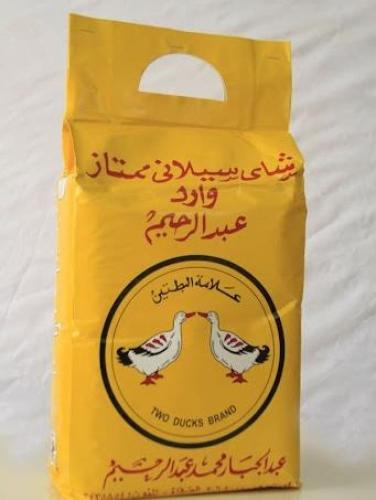 شاي سيلاني ممتاز
وارد
عبدالرحيم
علامة البطتين
TWO DUCKS BRAND
عبدالجبار محمد عبدالرحيم